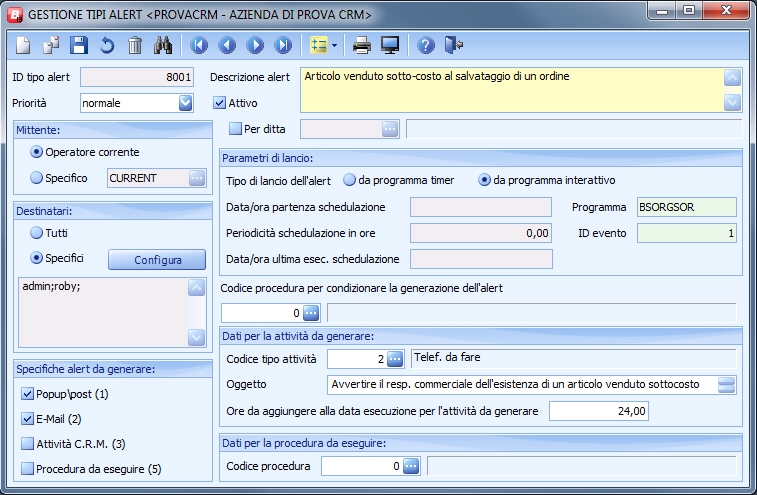 GESTIONE TIPI ALERT <PROVACRM - AZIENDA DI PROVA CRM>
ID tipo alert 8001 Descrizione alert Articolo venduto sotto-costo al salvataggio di un ordine
Priorità normale Attivo
Per ditta
Mittente:
Operatore corrente
Specifico CURRENT
Destinatari:
Tutti
Specifici Configura
admin;roby;
Specifiche alert da generare:
Popup\post (1)
E-Mail (2)
Attività C.R.M. (3)
Procedura da eseguire (5)
Parametri di lancio:
Tipo di lancio dell'alert da programma timer da programma interattivo
Data/ora partenza schedulazione Programma BSORGSOR
Periodicità schedulazione in ore 0,00 ID evento 1
Data/ora ultima esec. schedulazione
Codice procedura per condizionare la generazione dell'alert
0
Dati per la attività da generare:
Codice tipo attività 2 Telef. da fare
Oggetto Avvertire il resp. commerciale dell'esistenza di un articolo venduto sottocosto
Ore da aggiungere alla data esecuzione per l'attività da generare 24,00
Dati per la procedura da eseguire:
Codice procedura 0